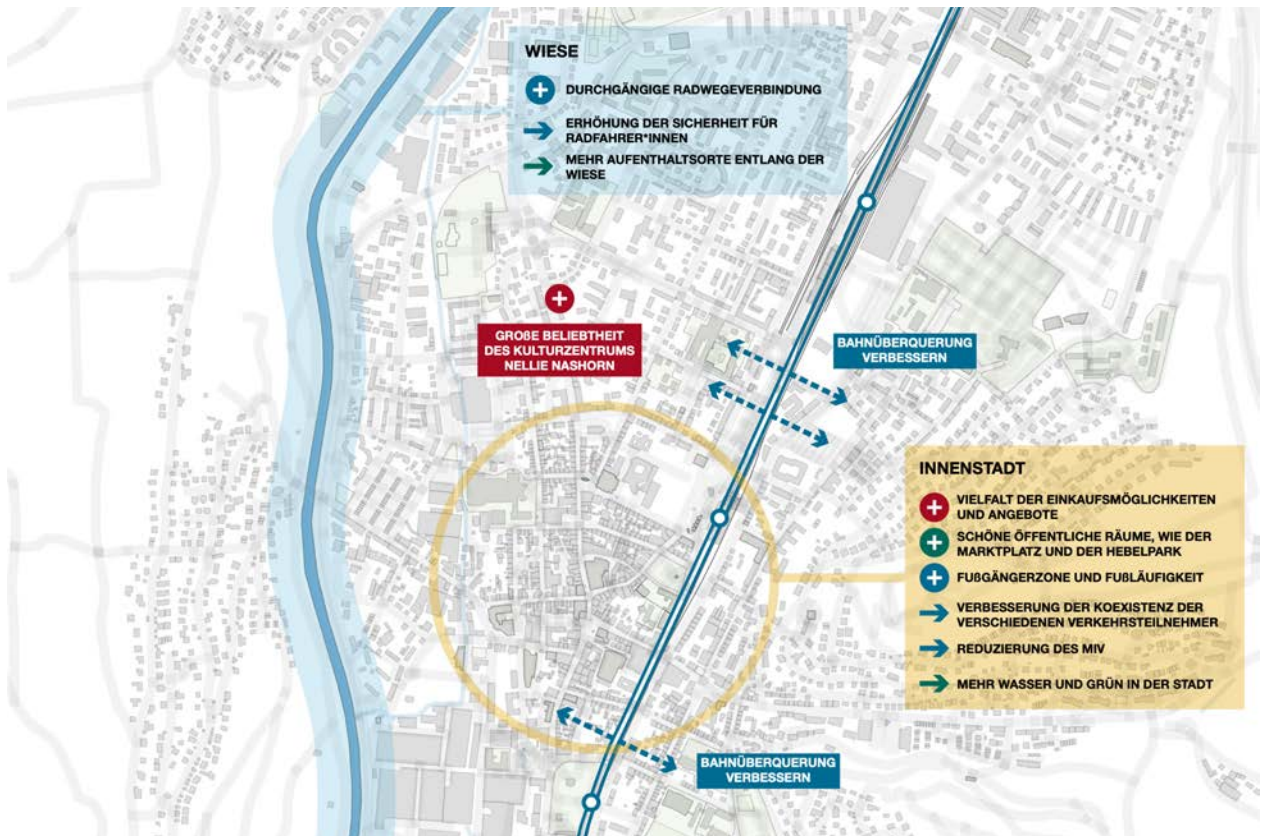 WIESE
DURCHGÄNGIGE RADWEGEVERBINDUNG
ERHÖHUNG DER SICHERHEIT FÜR
RADFAHRER*INNEN
MEHR AUFENTHALTSORTE ENTLANG DER
WIESE
GROßE BELIEBTHEIT
DES KULTURZENTRUMS
NELLIE NASHORN
BAHNÜBERQUERUNG
VERBESSERN
INNENSTADT
VIELFALT DER EINKAUFSMÖGLICHKEITEN
UND ANGEBOTE
SCHÖNE ÖFFENTLICHE RÄUME, WIE DER
MARKTPLATZ UND DER HEBELPARK
FUßGÄNGERZONE UND FUßLÄUFIGKEIT
VERBESSERUNG DER KOEXISTENZ DER
VERSCHIEDENEN VERKEHRSTEILNEHMER
REDUZIERUNG DES MIV
MEHR WASSER UND GRÜN IN DER STADT
BAHNÜBERQUERUNG
VERBESSERN